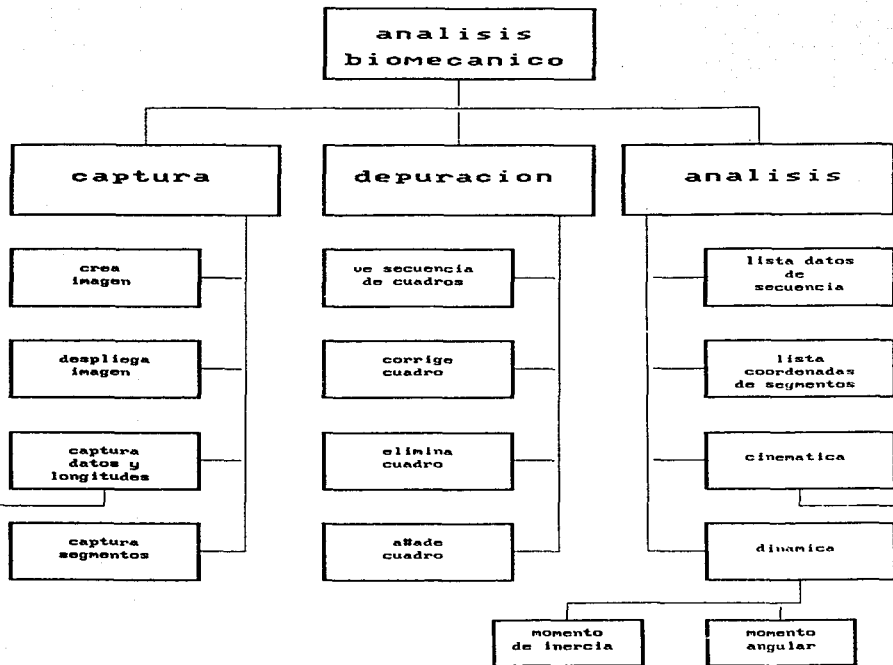 analisis
biomecanico
captura
depuracion
analisis
crea
imagen
despliega
imagen
captura
datos y
longitudes
captura
segmentos
ve secuencia
de cuadros
corrige
cuadro
elimina
cuadro
a#ade
cuadro
lista datos
de
secuencia
lista
coordenadas
de segmentos
cinematica
dinamica
momento
de inercia
momento
angular